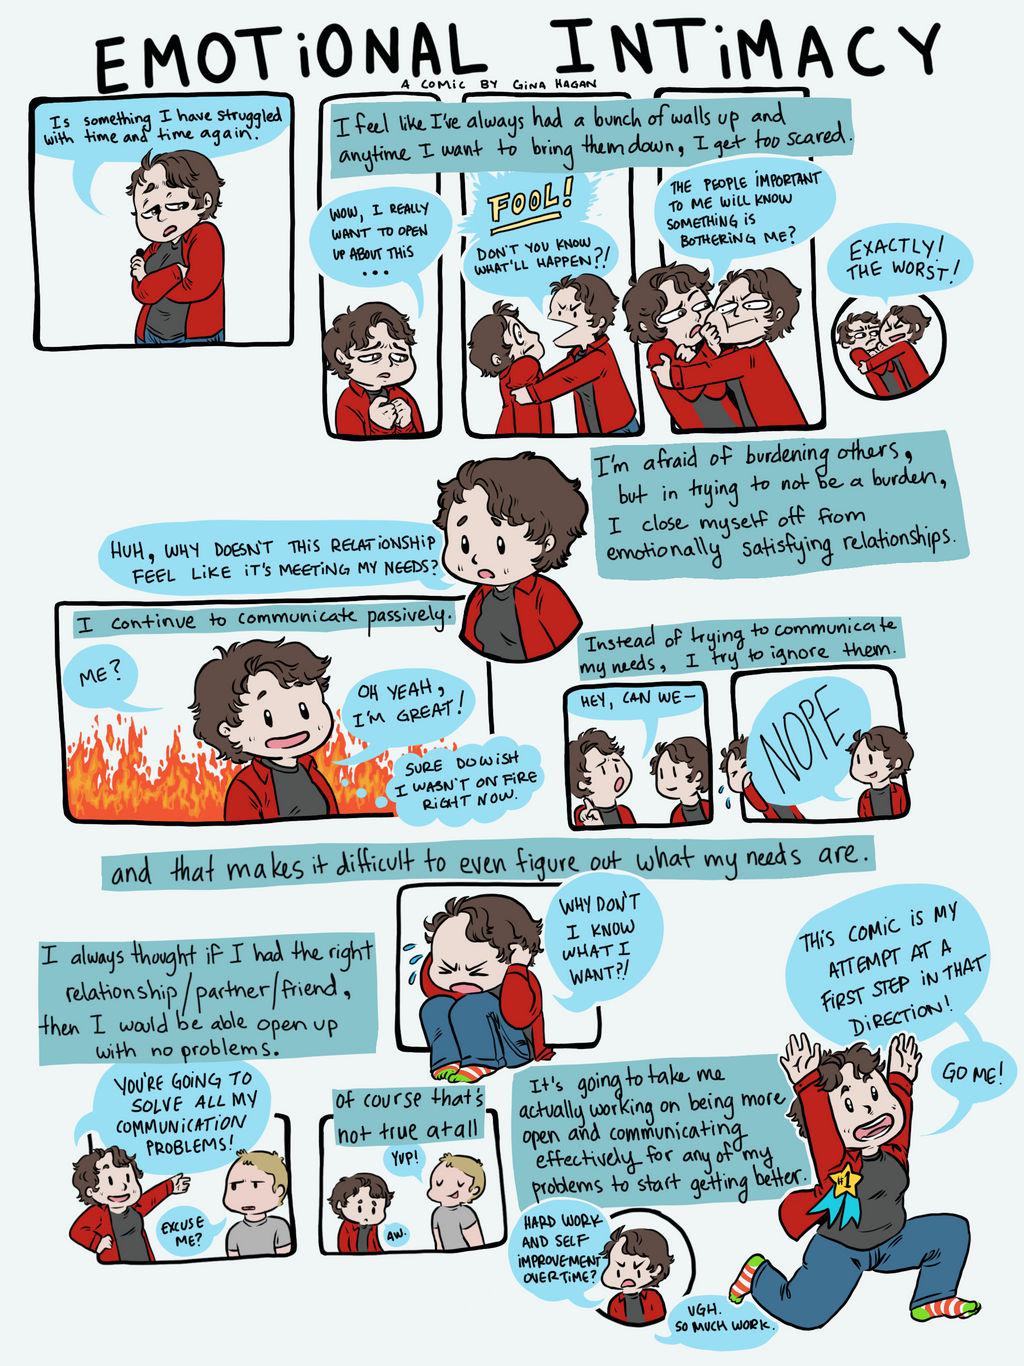 EMOTiONAL INTiMACY
A COMIC BY GINA HAGAN
Is something I have struggled
with time and time again.
I feel like I've always had a bunch of walls up and
anytime I want to bring them down, I get too scared.
WOW, I REALLY
WANT TO OPEN
UP ABOUT THIS
...
FOOL!
DON'T YOU KNOW
WHAT'LL HAPPEN?!
THE PEOPLE IMPORTANT
TO ME WILL KNOW
SOMETHING IS
BOTHERING ME?
EXACTLY!
THE WORST!
I'm afraid of burdening others,
but in trying to not be a burden,
I close myself off from
emotionally satisfying relationships.
HUH, WHY DOESN'T THIS RELATIONSHIP
FEEL LIKE IT'S MEETING MY NEEDS?
I continue to communicate passively.
ME?
OH YEAH,
I'M GREAT!
SURE DO WISH
I WASN'T ON FIRE
RIGHT NOW.
Instead of trying to communicate
my needs, I try to ignore them.
HEY, CAN WE—
NOPE
and that makes it difficult to even figure out what my needs are.
WHY DON'T
I KNOW
WHAT I
WANT?!
I always thought if I had the right
relationship/partner/friend,
then I would be able open up
with no problems.
YOU'RE GOING TO
SOLVE ALL MY
COMMUNICATION
PROBLEMS!
EXCUSE
ME?
of course that's
not true at all
YUP!
AW.
It's going to take me
actually working on being more
open and communicating
effectively for any of my
problems to start getting better.
HARD WORK
AND SELF
IMPROVEMENT
OVER TIME?
UGH.
SO MUCH WORK.
THIS COMIC IS MY
ATTEMPT AT A
FIRST STEP IN THAT
DIRECTION!
GO ME!
#1